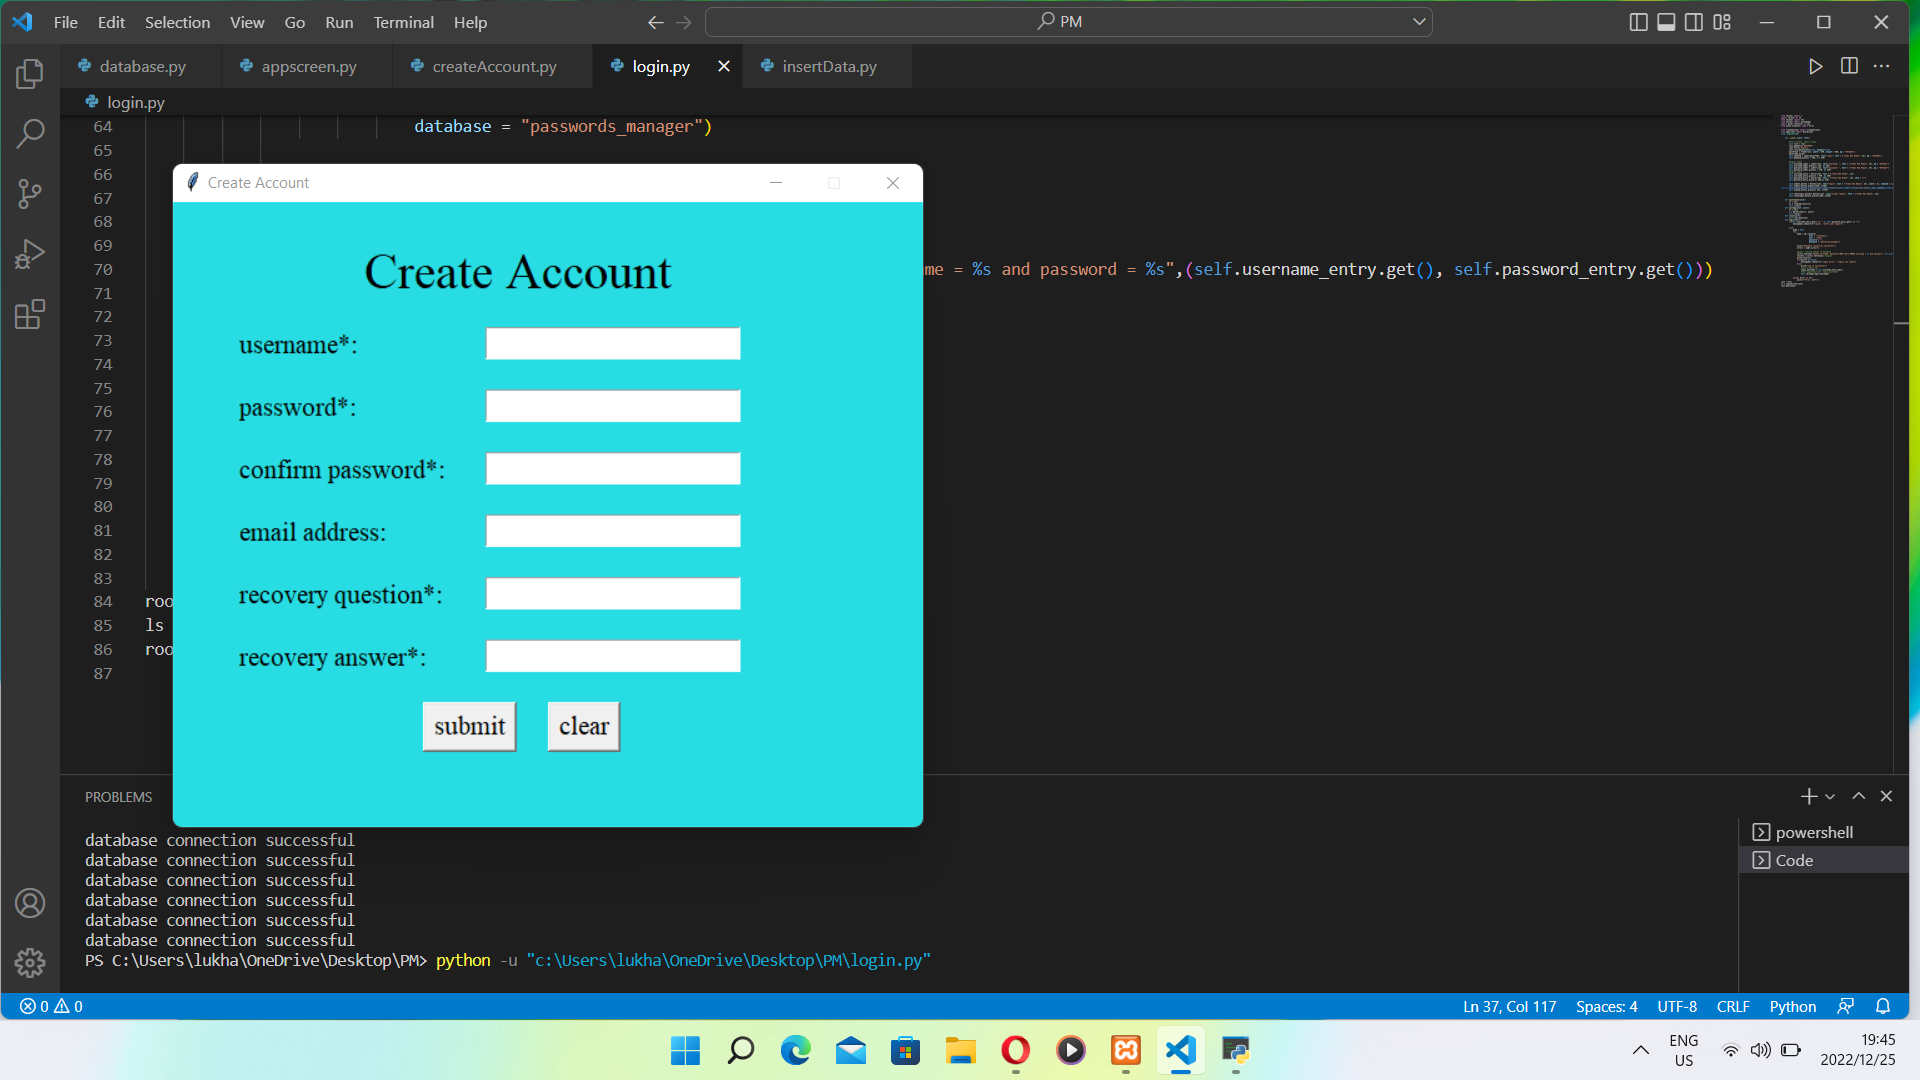 File Edit Selection View Go Run Terminal Help
PM
database.py appscreen.py createAccount.py login.py insertData.py
login.py
64 database = "passwords_manager")
65
66
67
68
69
70 me = %s and password = %s",(self.username_entry.get(), self.password_entry.get()))
71
72
73
74
75
76
77
78
79
80
81
82
83
84 roo
85 ls
86 roo
87
Create Account
Create Account
username*:
password*:
confirm password*:
email address:
recovery question*:
recovery answer*:
submit clear
PROBLEMS
database connection successful
database connection successful
database connection successful
database connection successful
database connection successful
database connection successful
PS C:\Users\lukha\OneDrive\Desktop\PM> python -u "c:\Users\lukha\OneDrive\Desktop\PM\login.py"
powershell
Code
0 0 Ln 37, Col 117 Spaces: 4 UTF-8 CRLF Python
ENG
US
19:45
2022/12/25